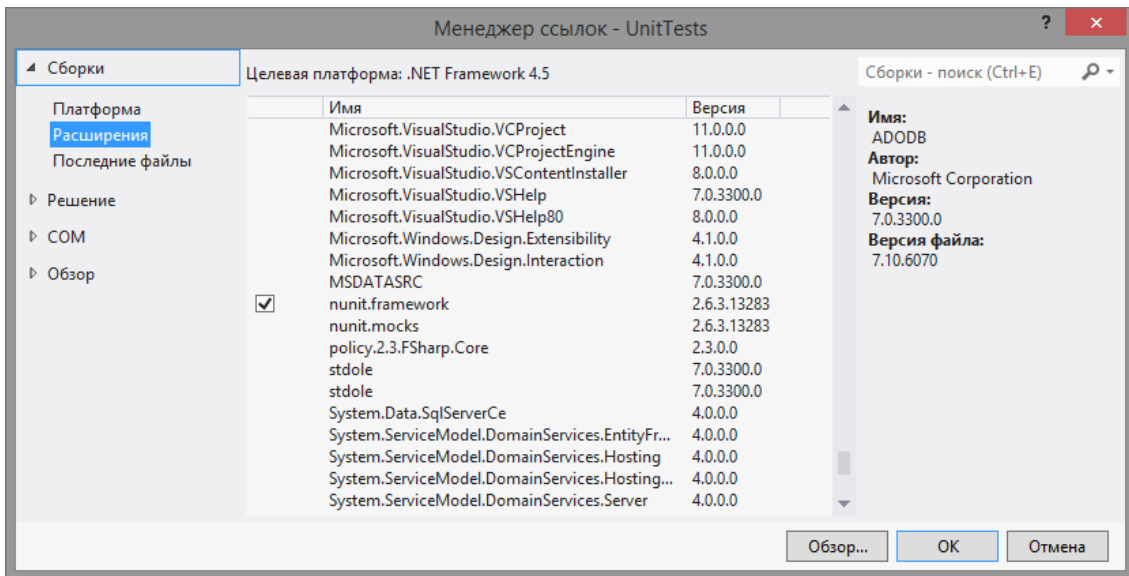 Менеджер ссылок - UnitTests
?
Сборки
Платформа
Расширения
Последние файлы
Решение
COM
Обзор
Целевая платформа: .NET Framework 4.5
Имя Версия
Microsoft.VisualStudio.VCProject 11.0.0.0
Microsoft.VisualStudio.VCProjectEngine 11.0.0.0
Microsoft.VisualStudio.VSContentInstaller 8.0.0.0
Microsoft.VisualStudio.VSHelp 7.0.3300.0
Microsoft.VisualStudio.VSHelp80 8.0.0.0
Microsoft.Windows.Design.Extensibility 4.1.0.0
Microsoft.Windows.Design.Interaction 4.1.0.0
MSDATASRC 7.0.3300.0
nunit.framework 2.6.3.13283
nunit.mocks 2.6.3.13283
policy.2.3.FSharp.Core 2.3.0.0
stdole 7.0.3300.0
stdole 7.0.3300.0
System.Data.SqlServerCe 4.0.0.0
System.ServiceModel.DomainServices.EntityFr... 4.0.0.0
System.ServiceModel.DomainServices.Hosting 4.0.0.0
System.ServiceModel.DomainServices.Hosting... 4.0.0.0
System.ServiceModel.DomainServices.Server 4.0.0.0
Сборки - поиск (Ctrl+E)
Имя:
ADODB
Автор:
Microsoft Corporation
Версия:
7.0.3300.0
Версия файла:
7.10.6070
Обзор... OK Отмена